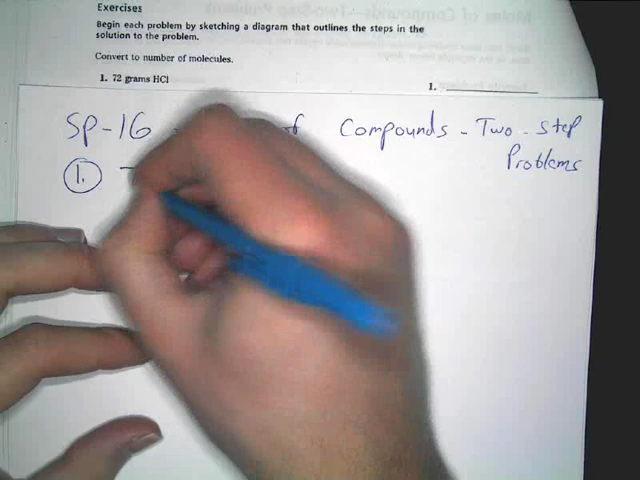 Exercises
Begin each problem by sketching a diagram that outlines the steps in the
solution to the problem.
Convert to number of molecules.
1. 72 grams HCl
1.
SP-16 of Compounds - Two - Step
Problems
1.